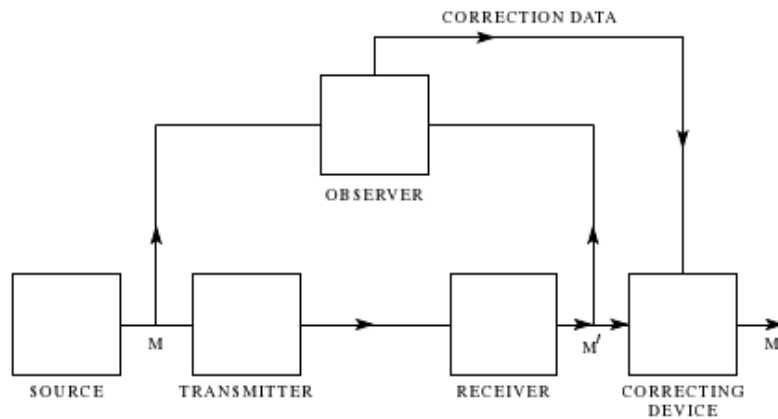 CORRECTION DATA
OBSERVER
M
M′
M
SOURCE
TRANSMITTER
RECEIVER
CORRECTING
DEVICE